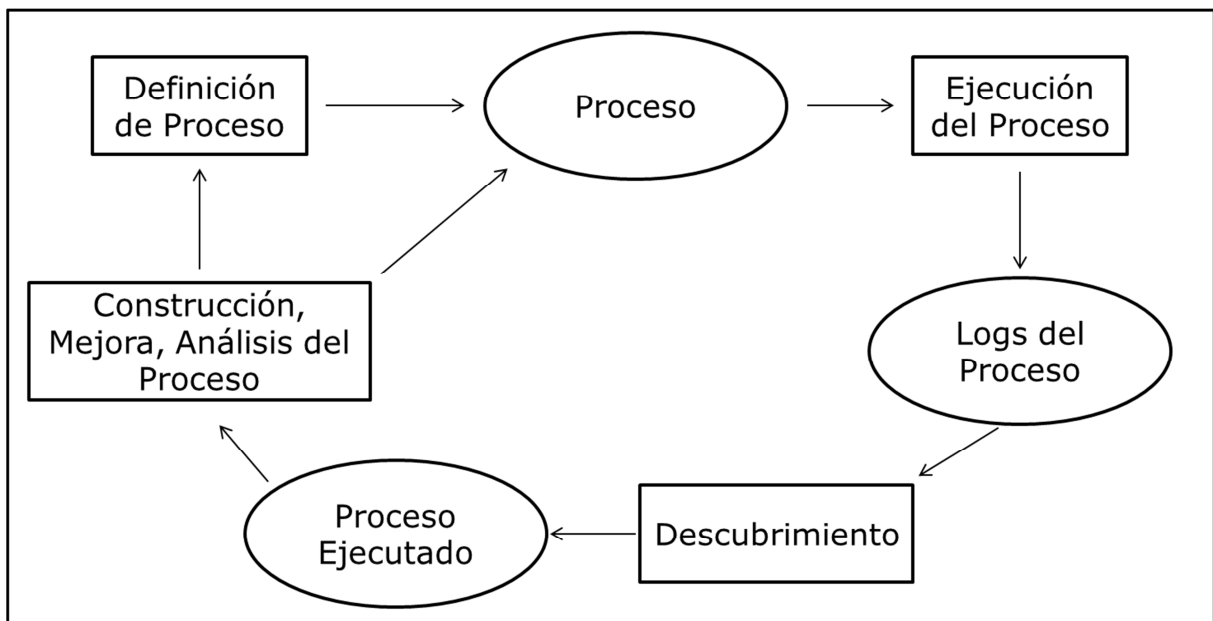 Definición
de Proceso
Proceso
Ejecución
del Proceso
Construcción,
Mejora, Análisis del
Proceso
Logs del
Proceso
Proceso
Ejecutado
Descubrimiento